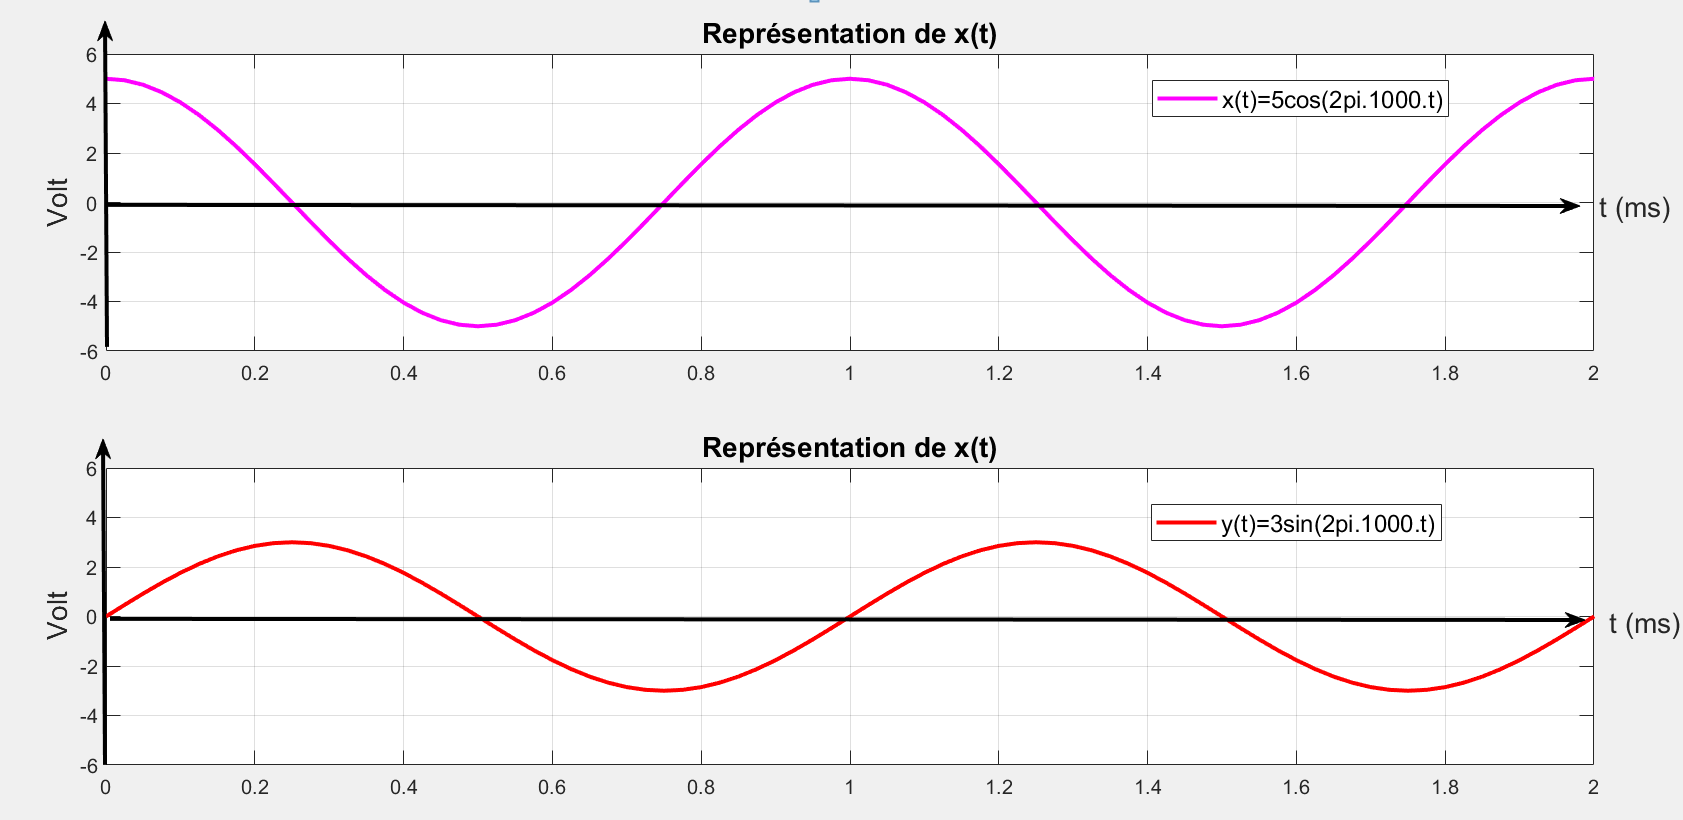 Représentation de x(t)
6
4
2
0
-2
-4
-6
Volt
x(t)=5cos(2pi.1000.t)
t (ms)
0 0.2 0.4 0.6 0.8 1 1.2 1.4 1.6 1.8 2
Représentation de x(t)
6
4
2
0
-2
-4
-6
Volt
y(t)=3sin(2pi.1000.t)
t (ms)
0 0.2 0.4 0.6 0.8 1 1.2 1.4 1.6 1.8 2